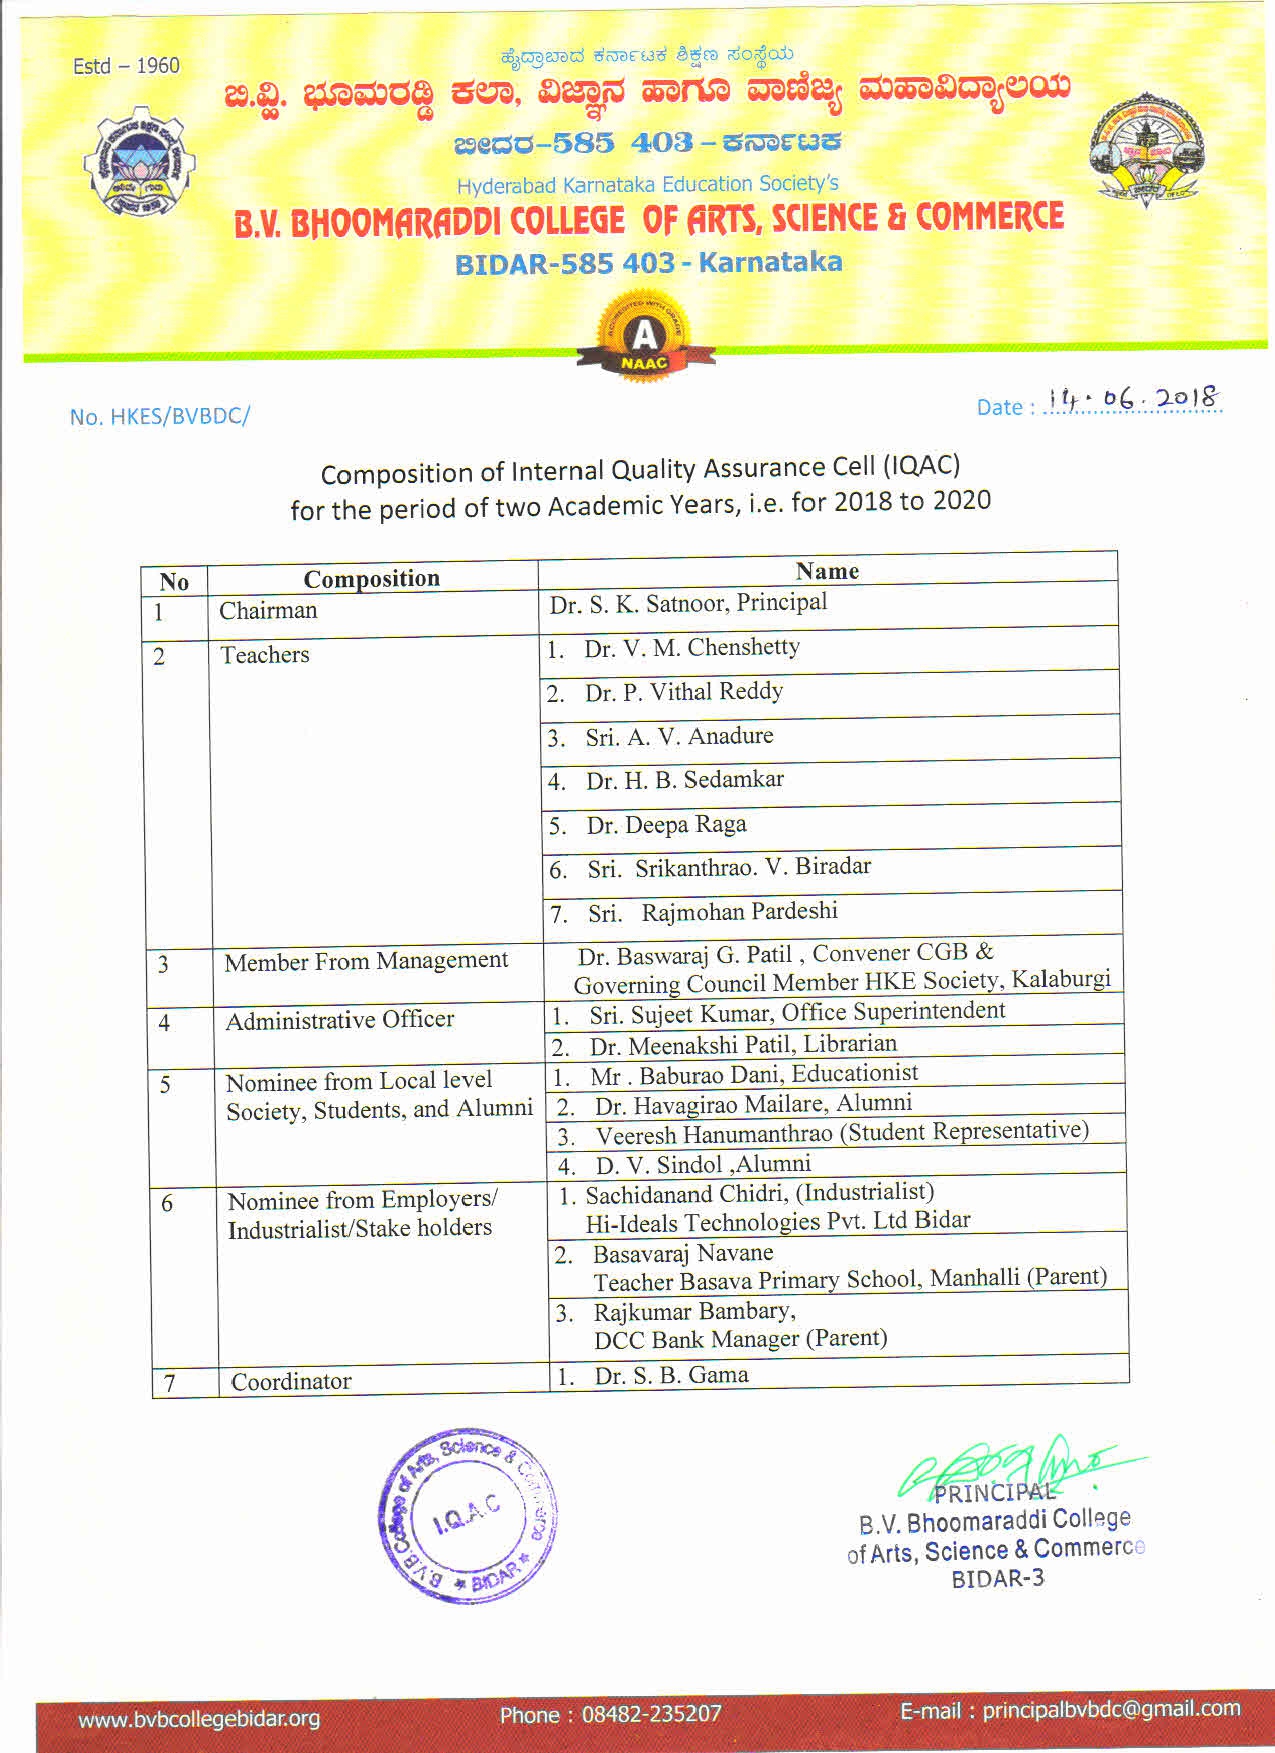 Estd – 1960
ಹೈದ್ರಾಬಾದ ಕರ್ನಾಟಕ ಶಿಕ್ಷಣ ಸಂಸ್ಥೆಯ
ಬಿ.ವ್ಹಿ. ಭೂಮರಡ್ಡಿ ಕಲಾ, ವಿಜ್ಞಾನ ಹಾಗೂ ವಾಣಿಜ್ಯ ಮಹಾವಿದ್ಯಾಲಯ
ಬೀದರ–585 403 – ಕರ್ನಾಟಕ
Hyderabad Karnataka Education Society's
B.V. BHOOMARADDI COLLEGE OF ARTS, SCIENCE & COMMERCE
BIDAR-585 403 - Karnataka
ACCREDITED WITH GRADE
A
NAAC
No. HKES/BVBDC/
Date : 14.06.2018
Composition of Internal Quality Assurance Cell (IQAC)
for the period of two Academic Years, i.e. for 2018 to 2020
No Composition Name
1 Chairman Dr. S. K. Satnoor, Principal
2 Teachers 1. Dr. V. M. Chenshetty
2. Dr. P. Vithal Reddy
3. Sri. A. V. Anadure
4. Dr. H. B. Sedamkar
5. Dr. Deepa Raga
6. Sri. Srikanthrao. V. Biradar
7. Sri. Rajmohan Pardeshi
3 Member From Management Dr. Baswaraj G. Patil , Convener CGB &
Governing Council Member HKE Society, Kalaburgi
4 Administrative Officer 1. Sri. Sujeet Kumar, Office Superintendent
2. Dr. Meenakshi Patil, Librarian
5 Nominee from Local level 1. Mr . Baburao Dani, Educationist
Society, Students, and Alumni 2. Dr. Havagirao Mailare, Alumni
3. Veeresh Hanumanthrao (Student Representative)
4. D. V. Sindol ,Alumni
6 Nominee from Employers/ 1. Sachidanand Chidri, (Industrialist)
Industrialist/Stake holders Hi-Ideals Technologies Pvt. Ltd Bidar
2. Basavaraj Navane
Teacher Basava Primary School, Manhalli (Parent)
3. Rajkumar Bambary,
DCC Bank Manager (Parent)
7 Coordinator 1. Dr. S. B. Gama
B.V.B.College of Arts, Science & Commerce
I.Q.A.C
* BIDAR *
PRINCIPAL
B.V. Bhoomaraddi College
of Arts, Science & Commerce
BIDAR-3
www.bvbcollegebidar.org Phone : 08482-235207 E-mail : principalbvbdc@gmail.com